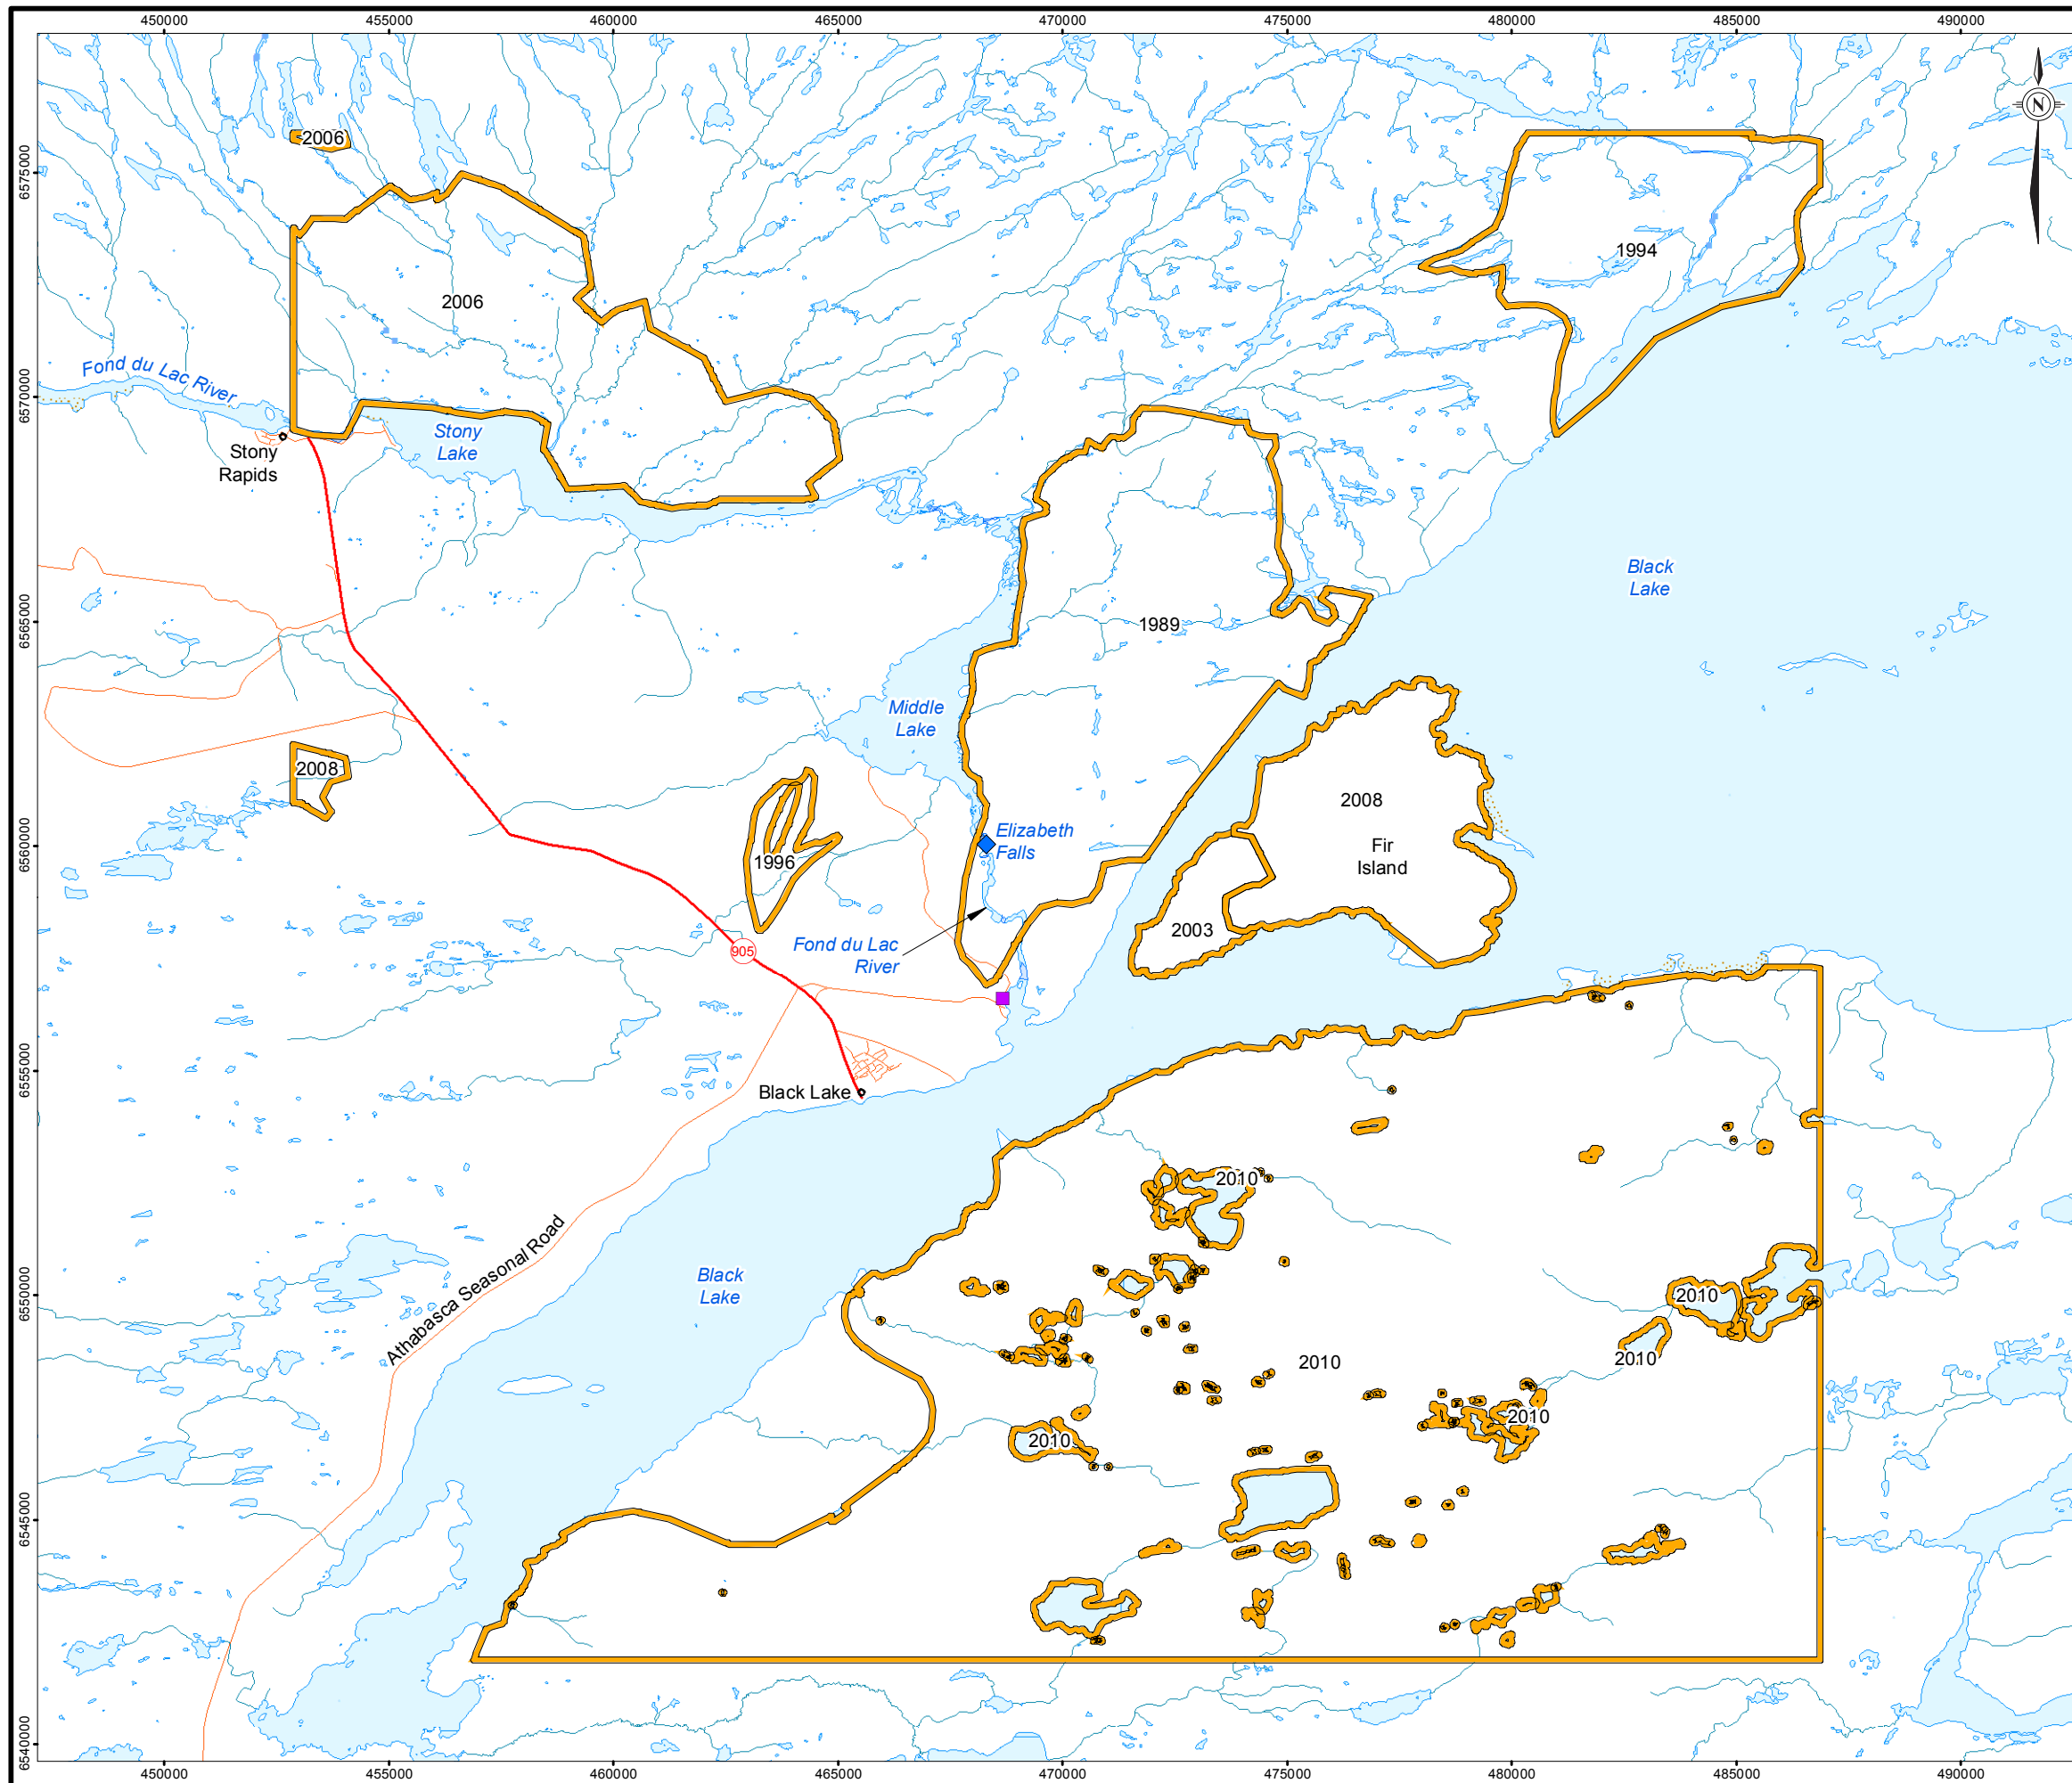 450000 455000 460000 465000 470000 475000 480000 485000 490000
N
2006
6575000
1994
2006
Fond du Lac River
6570000
Stony
Lake
Stony
Rapids
Black
Lake
6565000
1989
Middle
Lake
2008
2008
Elizabeth
Falls
Fir
Island
6560000
1996
2003
Fond du Lac
River
905
6555000
Black Lake
2010
Athabasca Seasonal Road
Black
Lake
2010
6550000
2010
2010
2010
2010
6545000
6540000
450000 455000 460000 465000 470000 475000 480000 485000 490000